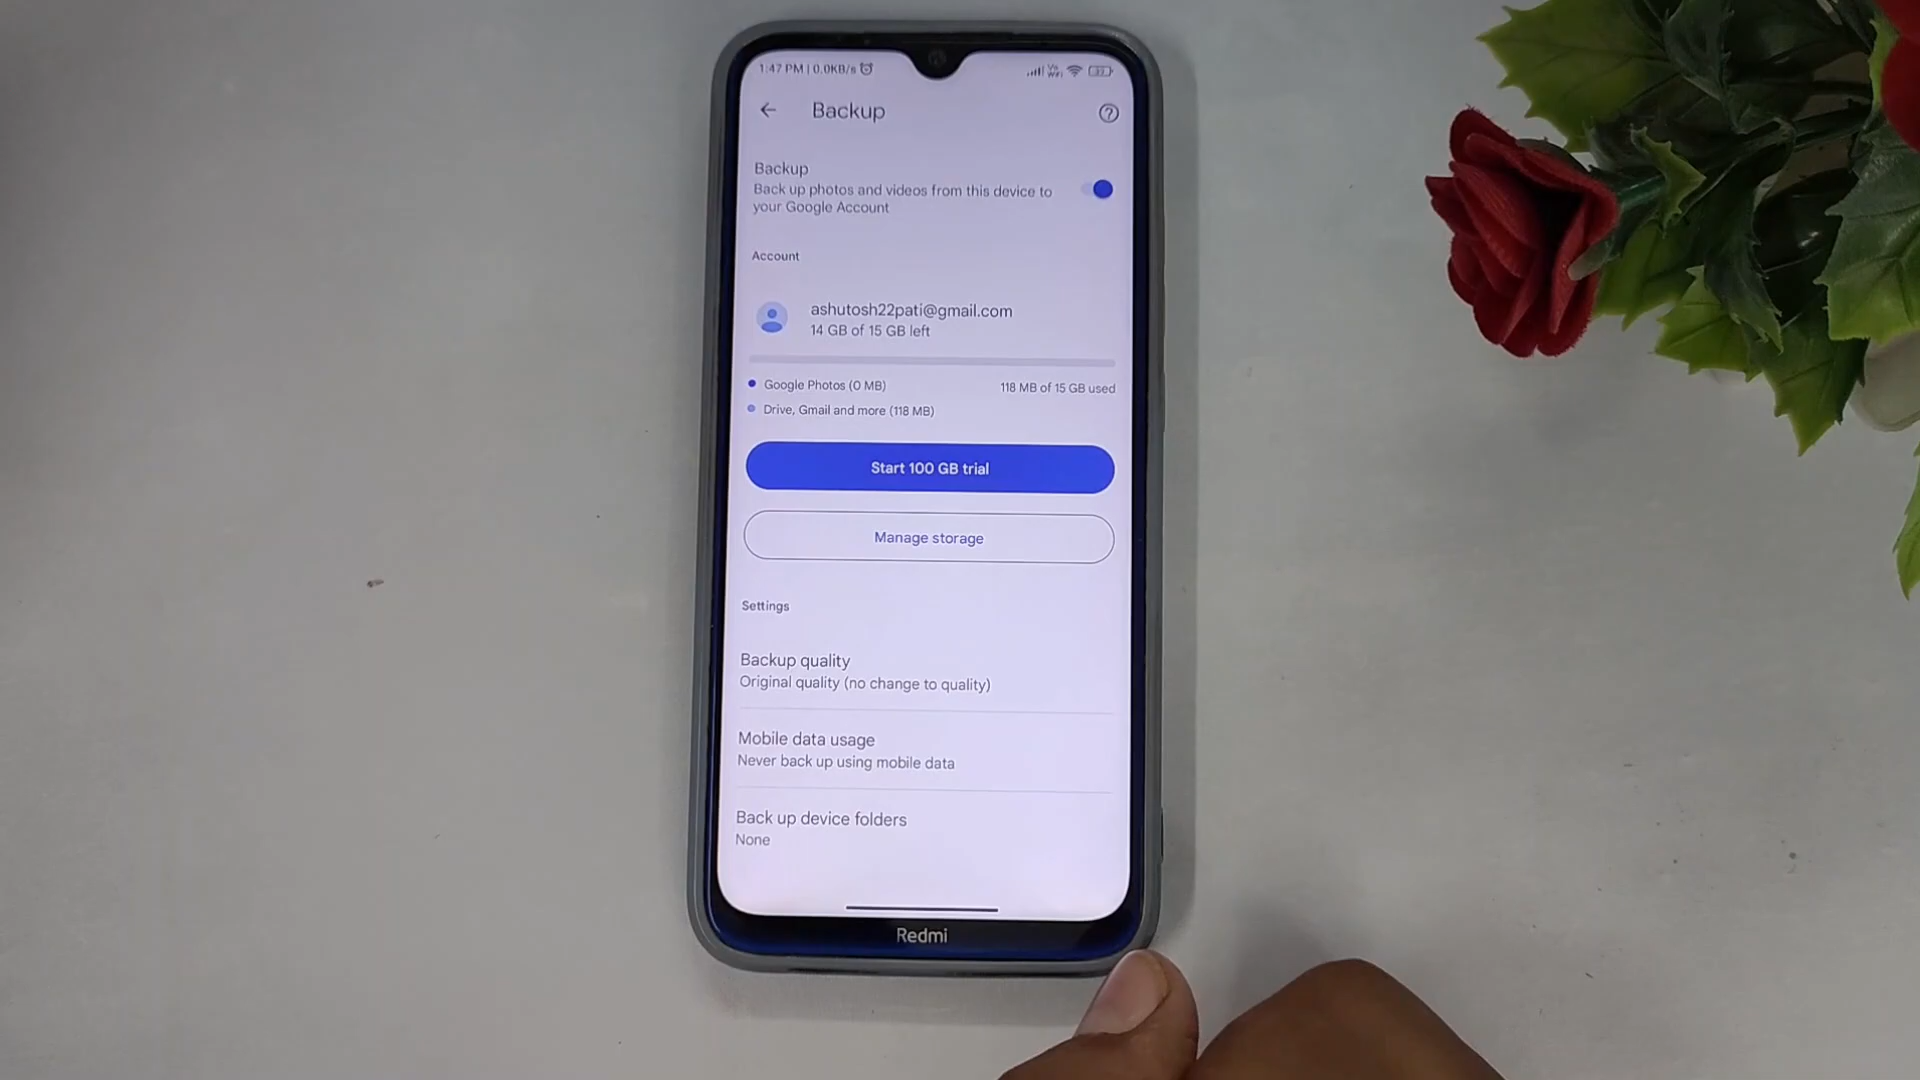 1:47 PM | 0.0KB/s
Vo
WiFi
37
Backup
Backup
Back up photos and videos from this device to
your Google Account
Account
ashutosh22pati@gmail.com
14 GB of 15 GB left
Google Photos (0 MB)
118 MB of 15 GB used
Drive, Gmail and more (118 MB)
Start 100 GB trial
Manage storage
Settings
Backup quality
Original quality (no change to quality)
Mobile data usage
Never back up using mobile data
Back up device folders
None
Redmi